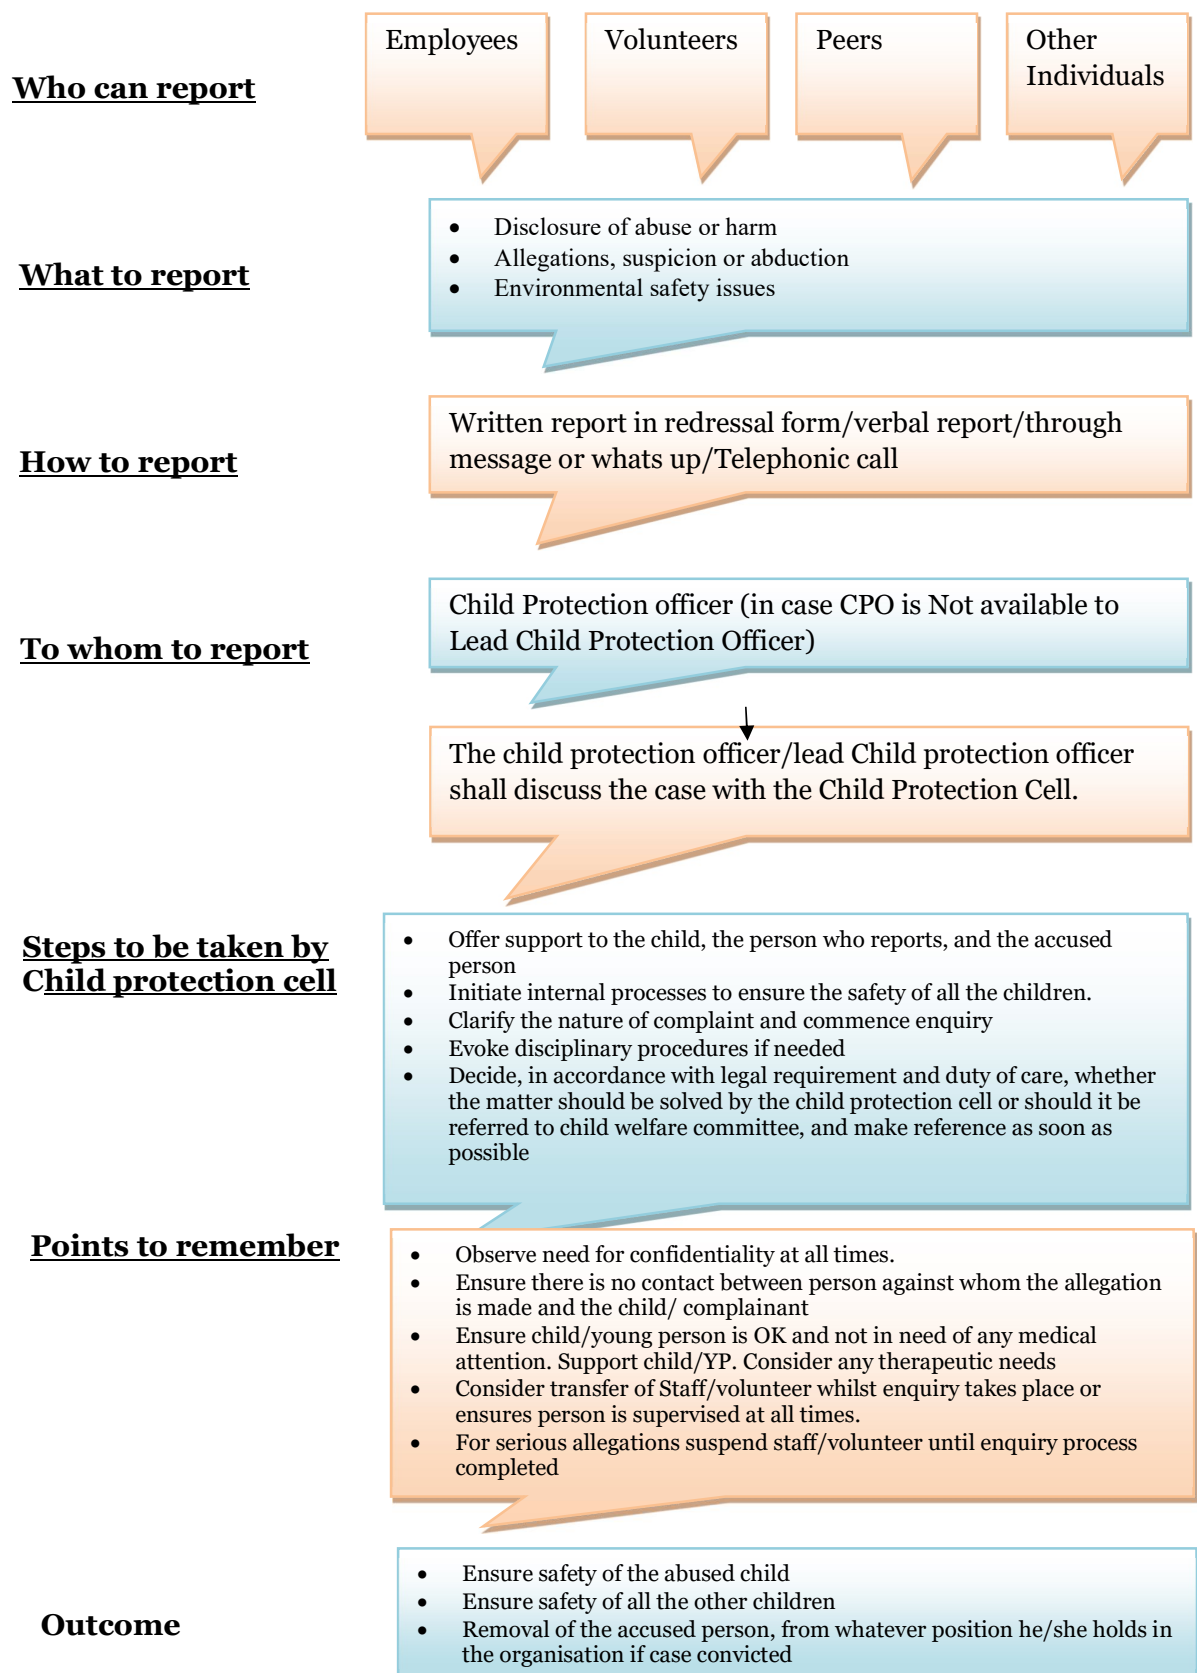 Who can report
Employees
Volunteers
Peers
Other
Individuals
What to report
• Disclosure of abuse or harm
• Allegations, suspicion or abduction
• Environmental safety issues
How to report
Written report in redressal form/verbal report/through
message or whats up/Telephonic call
To whom to report
Child Protection officer (in case CPO is Not available to
Lead Child Protection Officer)
The child protection officer/lead Child protection officer
shall discuss the case with the Child Protection Cell.
Steps to be taken by
Child protection cell
• Offer support to the child, the person who reports, and the accused
person
• Initiate internal processes to ensure the safety of all the children.
• Clarify the nature of complaint and commence enquiry
• Evoke disciplinary procedures if needed
• Decide, in accordance with legal requirement and duty of care, whether
the matter should be solved by the child protection cell or should it be
referred to child welfare committee, and make reference as soon as
possible
Points to remember
• Observe need for confidentiality at all times.
• Ensure there is no contact between person against whom the allegation
is made and the child/ complainant
• Ensure child/young person is OK and not in need of any medical
attention. Support child/YP. Consider any therapeutic needs
• Consider transfer of Staff/volunteer whilst enquiry takes place or
ensures person is supervised at all times.
• For serious allegations suspend staff/volunteer until enquiry process
completed
Outcome
• Ensure safety of the abused child
• Ensure safety of all the other children
• Removal of the accused person, from whatever position he/she holds in
the organisation if case convicted